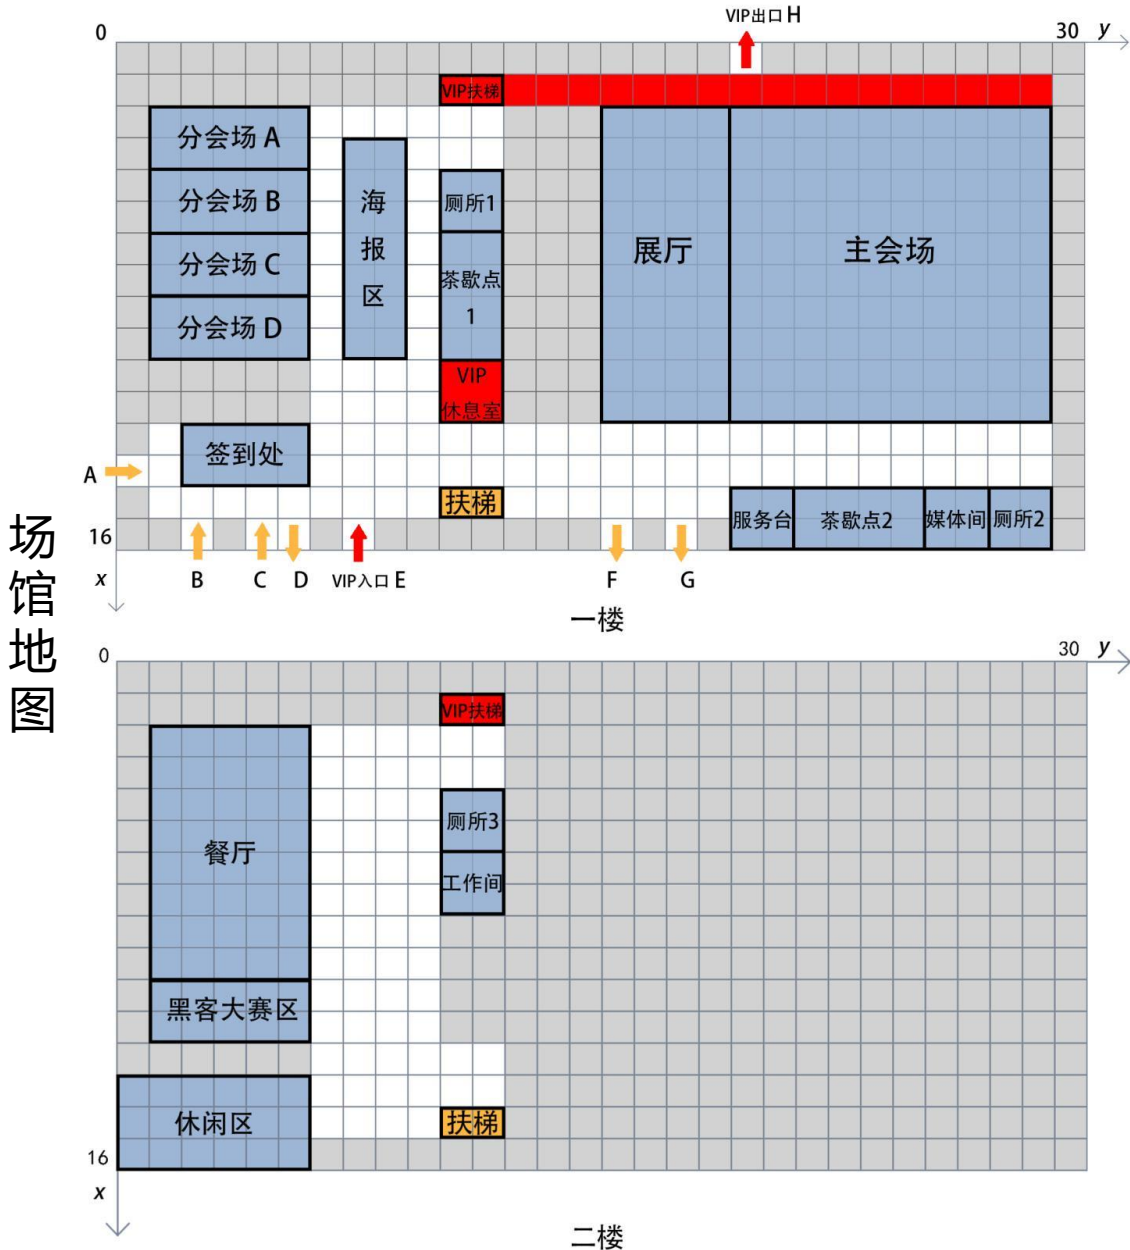 VIP出口 H
0
30
y
VIP扶梯
分会场 A
分会场 B
分会场 C
分会场 D
海
报
区
厕所1
茶歇点
1
VIP
休息室
展厅
主会场
签到处
A
扶梯
服务台
茶歇点2
媒体间
厕所2
16
x
B
C
D
VIP入口 E
F
G
一楼
场
馆
地
图
0
30
y
VIP扶梯
厕所3
餐厅
工作间
黑客大赛区
休闲区
扶梯
16
x
二楼